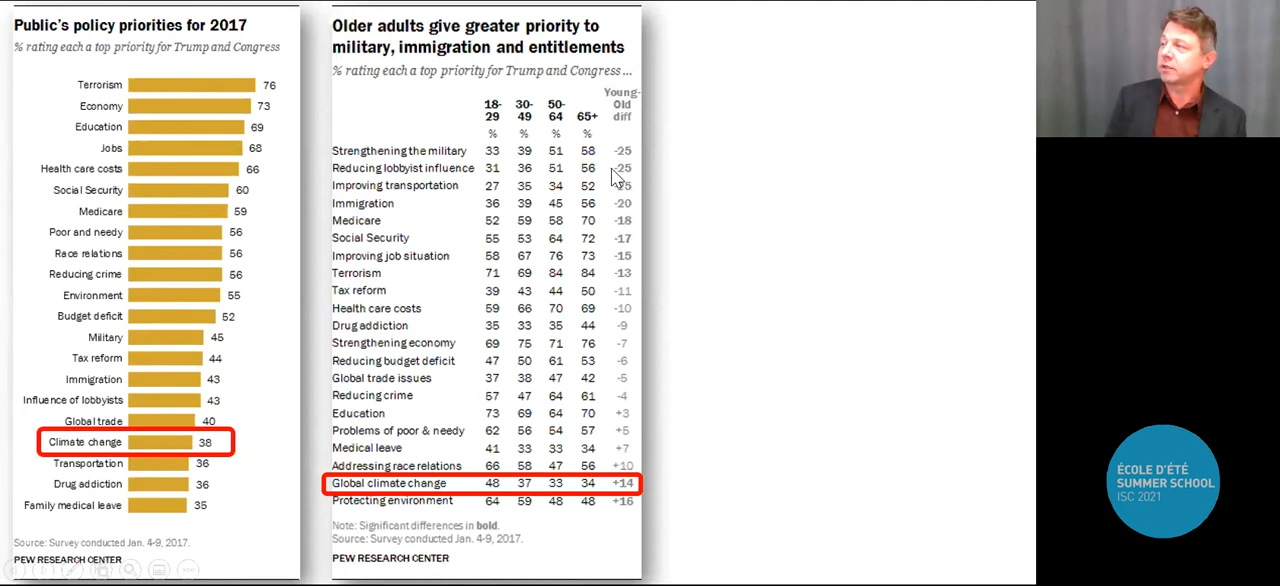 Public's policy priorities for 2017
% rating each a top priority for Trump and Congress
Terrorism 76
Economy 73
Education 69
Jobs 68
Health care costs 66
Social Security 60
Medicare 59
Poor and needy 56
Race relations 56
Reducing crime 56
Environment 55
Budget deficit 52
Military 45
Tax reform 44
Immigration 43
Influence of lobbyists 43
Global trade 40
Climate change 38
Transportation 36
Drug addiction 36
Family medical leave 35
Source: Survey conducted Jan. 4-9, 2017.
PEW RESEARCH CENTER
Older adults give greater priority to
military, immigration and entitlements
% rating each a top priority for Trump and Congress ...
Young-
Old
diff
18-
29
30-
49
50-
64
65+
% % % %
Strengthening the military 33 39 51 58 -25
Reducing lobbyist influence 31 36 51 56 -25
Improving transportation 27 35 34 52 -25
Immigration 36 39 45 56 -20
Medicare 52 59 58 70 -18
Social Security 55 53 64 72 -17
Improving job situation 58 67 76 73 -15
Terrorism 71 69 84 84 -13
Tax reform 39 43 44 50 -11
Health care costs 59 66 70 69 -10
Drug addiction 35 33 35 44 -9
Strengthening economy 69 75 71 76 -7
Reducing budget deficit 47 50 61 53 -6
Global trade issues 37 38 47 42 -5
Reducing crime 57 47 64 61 -4
Education 73 69 64 70 +3
Problems of poor & needy 62 56 54 57 +5
Medical leave 41 33 33 34 +7
Addressing race relations 66 58 47 56 +10
Global climate change 48 37 33 34 +14
Protecting environment 64 59 48 48 +16
Note: Significant differences in bold.
Source: Survey conducted Jan. 4-9, 2017.
PEW RESEARCH CENTER
ÉCOLE D'ÉTÉ
SUMMER SCHOOL
ISC 2021